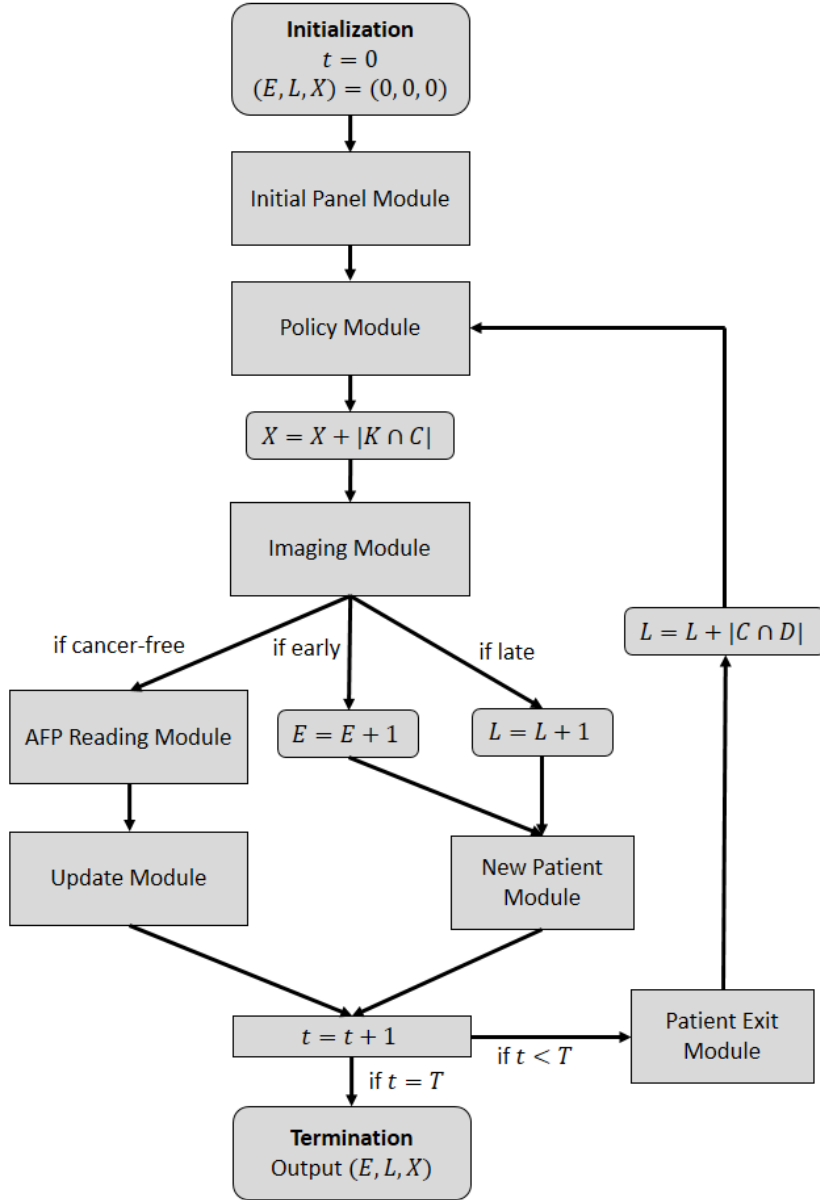 Initialization
t = 0
(E, L, X) = (0, 0, 0)
Initial Panel Module
Policy Module
X = X + |K ∩ C|
Imaging Module
if cancer-free
if early
if late
L = L + |C ∩ D|
AFP Reading Module
E = E + 1
L = L + 1
Update Module
New Patient
Module
t = t + 1
if t < T
Patient Exit
Module
if t = T
Termination
Output (E, L, X)